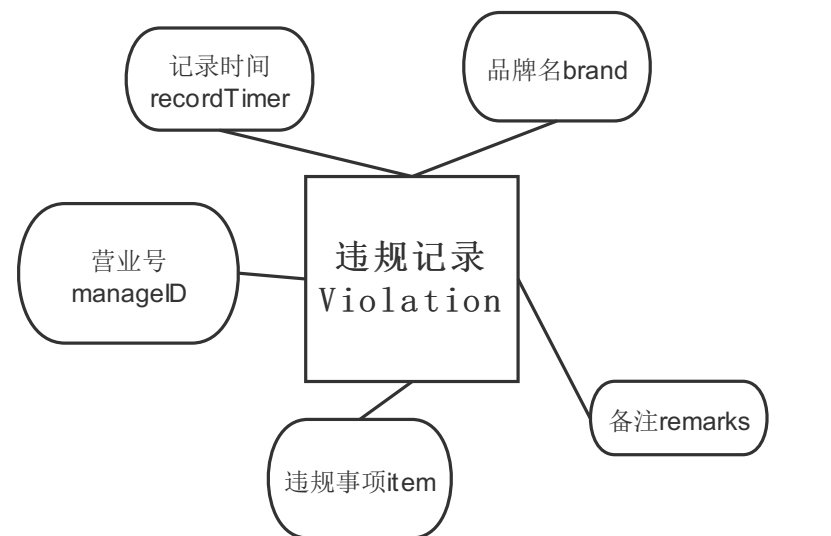 记录时间
recordTimer
品牌名brand
营业号
manageID
违规记录
Violation
备注remarks
违规事项item